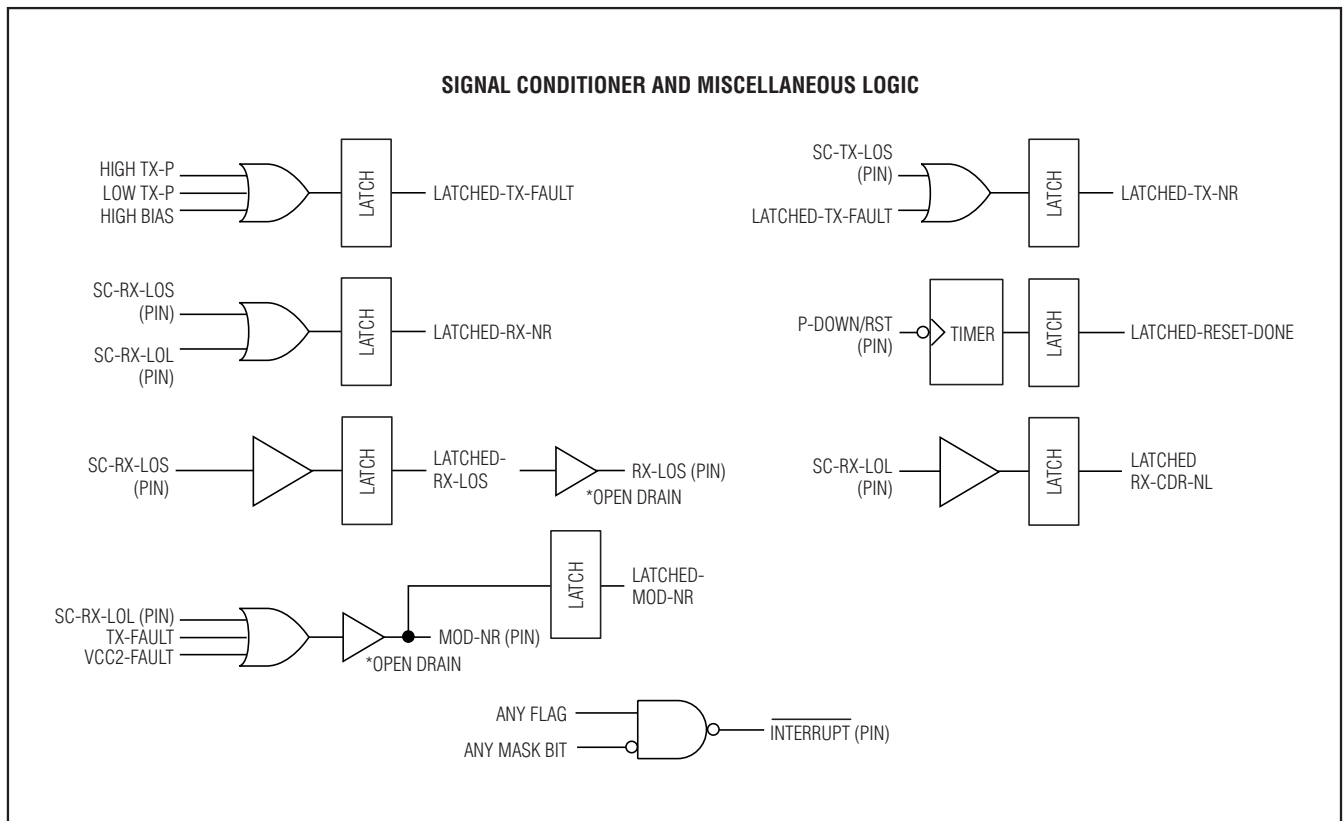 SIGNAL CONDITIONER AND MISCELLANEOUS LOGIC
HIGH TX-P
LOW TX-P
HIGH BIAS
LATCH
LATCHED-TX-FAULT
SC-TX-LOS
(PIN)
LATCHED-TX-FAULT
LATCH
LATCHED-TX-NR
SC-RX-LOS
(PIN)
SC-RX-LOL
(PIN)
LATCH
LATCHED-RX-NR
P-DOWN/RST
(PIN)
TIMER
LATCH
LATCHED-RESET-DONE
SC-RX-LOS
(PIN)
LATCH
LATCHED-
RX-LOS
RX-LOS (PIN)
*OPEN DRAIN
SC-RX-LOL
(PIN)
LATCH
LATCHED
RX-CDR-NL
SC-RX-LOL (PIN)
TX-FAULT
VCC2-FAULT
*OPEN DRAIN
MOD-NR (PIN)
LATCH
LATCHED-
MOD-NR
ANY FLAG
ANY MASK BIT
INTERRUPT (PIN)